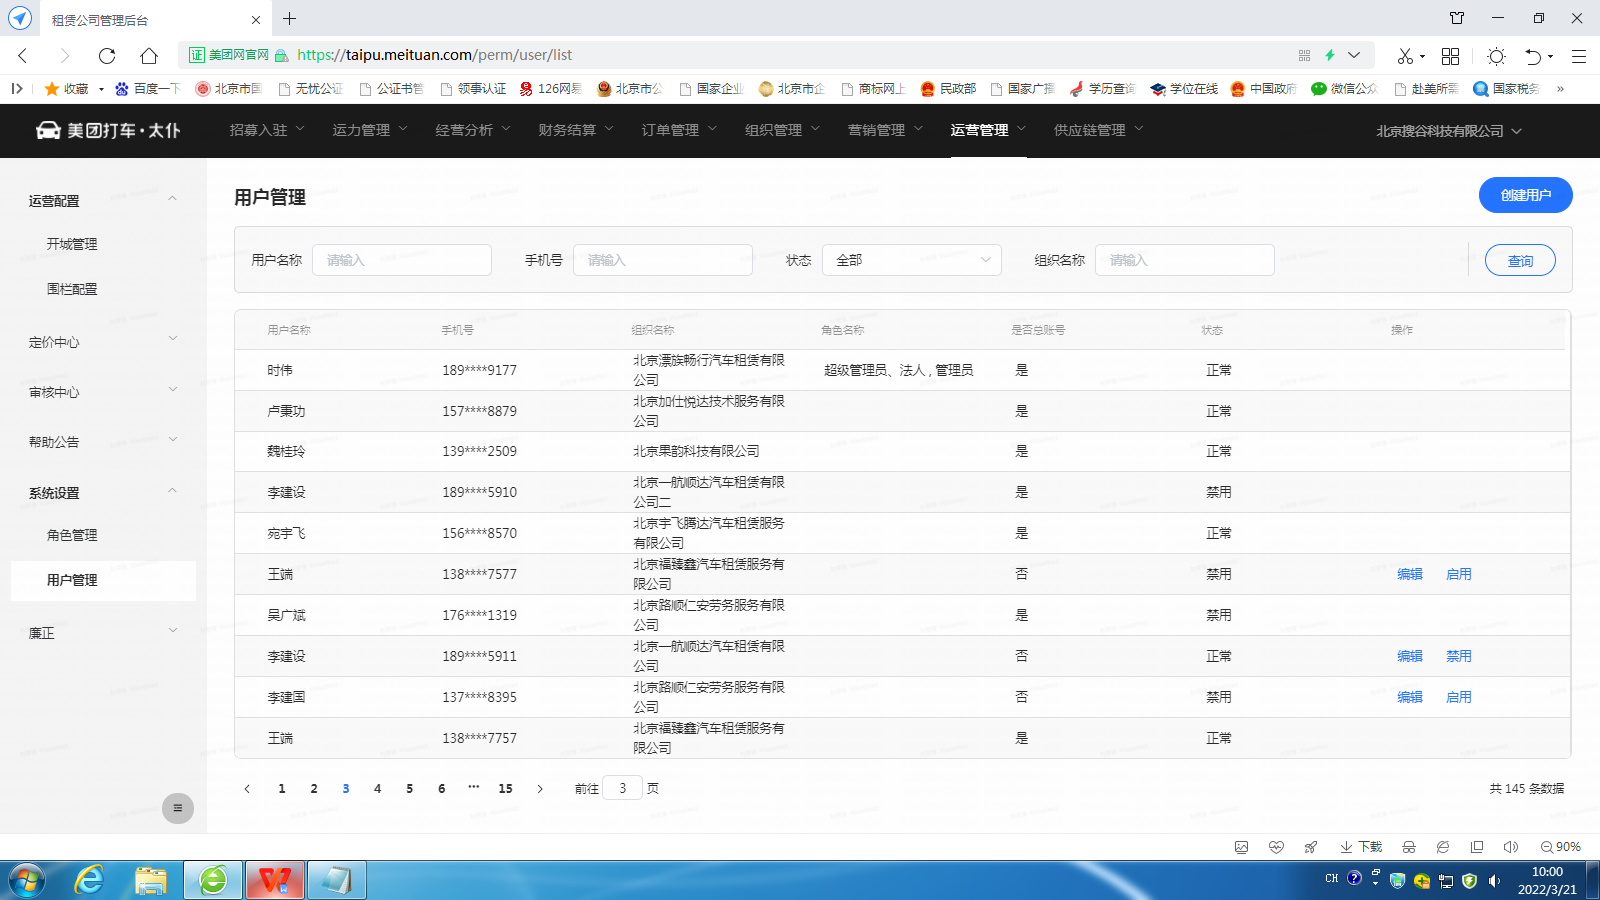 租赁公司管理后台
证 美团网官网 https://taipu.meituan.com/perm/user/list
收藏 百度一下 北京市国 无忧公证 公证书管 领事认证 126网易 北京市公 国家企业 北京市企 商标网上 民政部 国家广播 学历查询 学位在线 中国政府 微信公众 赴美所需 国家税务 »
美团打车·太仆 招募入驻 运力管理 经营分析 财务结算 订单管理 组织管理 营销管理 运营管理 供应链管理 北京搜谷科技有限公司
运营配置
开城管理
围栏配置
定价中心
审核中心
帮助公告
系统设置
角色管理
用户管理
廉正
用户管理 创建用户
用户名称 请输入 手机号 请输入 状态 全部 组织名称 请输入 查询
用户名称 手机号 组织名称 角色名称 是否总账号 状态 操作
时伟 189****9177 北京漂族畅行汽车租赁有限公司 超级管理员、法人 , 管理员 是 正常
卢秉功 157****8879 北京加仕悦达技术服务有限公司 是 正常
魏桂玲 139****2509 北京果韵科技有限公司 是 正常
李建设 189****5910 北京一航顺达汽车租赁有限公司二 是 禁用
宛宇飞 156****8570 北京宇飞腾达汽车租赁服务有限公司 是 正常
王端 138****7577 北京福臻鑫汽车租赁服务有限公司 否 禁用 编辑 启用
吴广斌 176****1319 北京路顺仁安劳务服务有限公司 是 禁用
李建设 189****5911 北京一航顺达汽车租赁有限公司 否 正常 编辑 禁用
李建国 137****8395 北京路顺仁安劳务服务有限公司 否 禁用 编辑 启用
王端 138****7757 北京福臻鑫汽车租赁服务有限公司 是 正常
1 2 3 4 5 6 ··· 15 前往 3 页 共 145 条数据
下载 90%
CH 10:00
2022/3/21